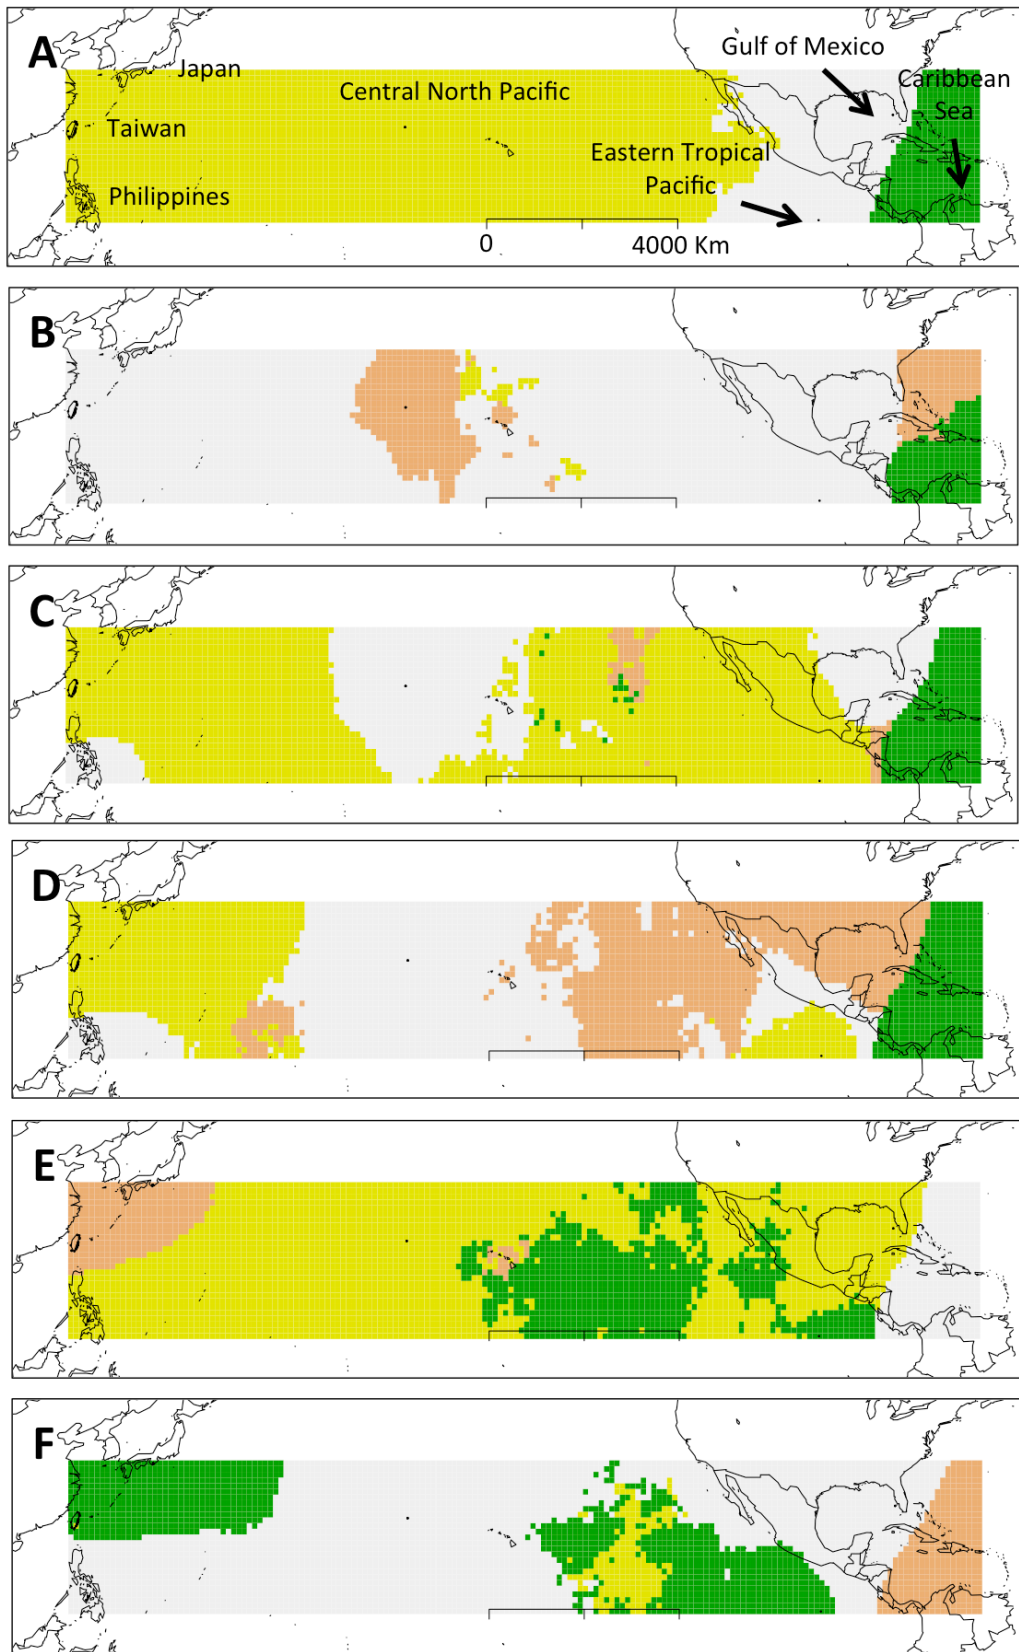 A
Japan
Gulf of Mexico
Central North Pacific
Caribbean
Sea
Taiwan
Eastern Tropical
Pacific
Philippines
0
4000 Km
B
C
D
E
F